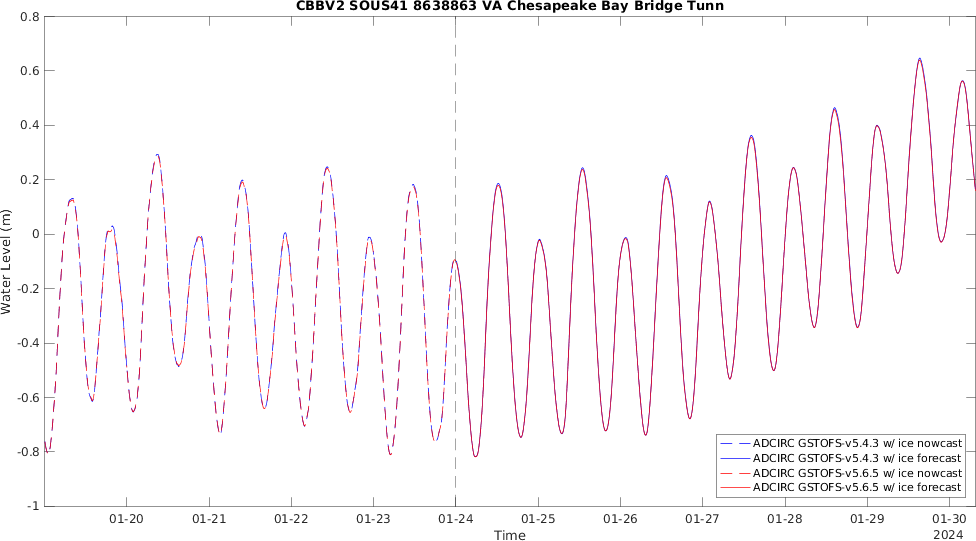 CBBV2 SOUS41 8638863 VA Chesapeake Bay Bridge Tunn
0.8
0.6
0.4
0.2
0
-0.2
-0.4
-0.6
-0.8
-1
Water Level (m)
ADCIRC GSTOFS-v5.4.3 w/ ice nowcast
ADCIRC GSTOFS-v5.4.3 w/ ice forecast
ADCIRC GSTOFS-v5.6.5 w/ ice nowcast
ADCIRC GSTOFS-v5.6.5 w/ ice forecast
01-20 01-21 01-22 01-23 01-24 01-25 01-26 01-27 01-28 01-29 01-30
Time 2024